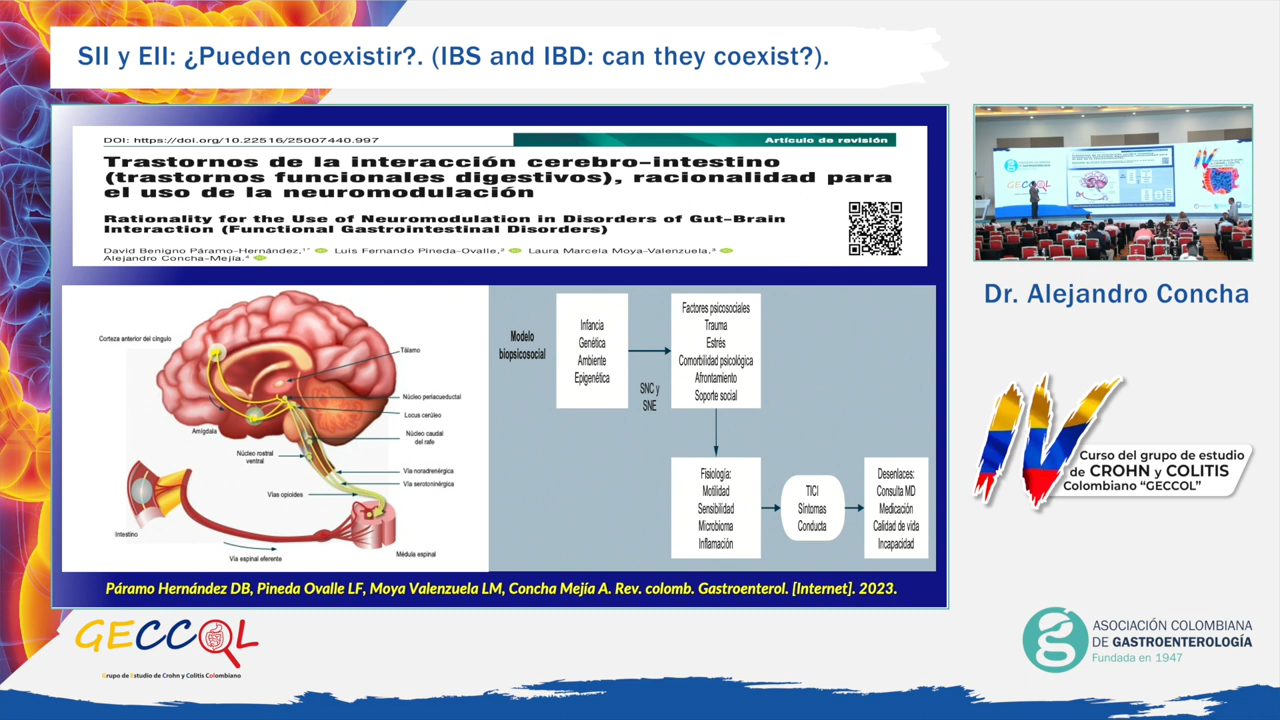 SII y EII: ¿Pueden coexistir?. (IBS and IBD: can they coexist?).
DOI: https://doi.org/10.22516/25007440.997
Artículo de revisión
Trastornos de la interacción cerebro-intestino
(trastornos funcionales digestivos), racionalidad para
el uso de la neuromodulación
Rationality for the Use of Neuromodulation in Disorders of Gut-Brain
Interaction (Functional Gastrointestinal Disorders)
David Benigno Páramo-Hernández,¹* Luis Fernando Pineda-Ovalle,² Laura Marcela Moya-Valenzuela,³
Alejandro Concha-Mejía.⁴
Corteza anterior del cíngulo
Tálamo
Núcleo periacueductal
Locus cerúleo
Amígdala
Núcleo caudal
del rafe
Núcleo rostral
ventral
Vía noradrenérgica
Vía serotoninérgica
Vías opioides
Intestino
Vía espinal eferente
Médula espinal
Modelo
biopsicosocial
Infancia
Genética
Ambiente
Epigenética
SNC y
SNE
Factores psicosociales
Trauma
Estrés
Comorbilidad psicológica
Afrontamiento
Soporte social
Fisiología:
Motilidad
Sensibilidad
Microbioma
Inflamación
TICI
Síntomas
Conducta
Desenlaces:
Consulta MD
Medicación
Calidad de vida
Incapacidad
Páramo Hernández DB, Pineda Ovalle LF, Moya Valenzuela LM, Concha Mejía A. Rev. colomb. Gastroenterol. [Internet]. 2023.
Dr. Alejandro Concha
IV
Curso del grupo de estudio
de CROHN y COLITIS
Colombiano “GECCOL”
GECCOL
Grupo de Estudio de Crohn y Colitis Colombiano
ASOCIACIÓN COLOMBIANA
DE GASTROENTEROLOGÍA
Fundada en 1947